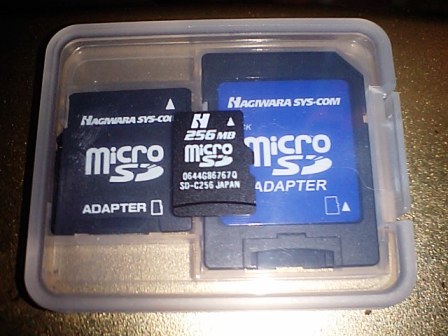 HAGIWARA SYS-COM
micro
SD
ADAPTER
H
256 MB
micro
SD
0644G86767Q
SD-C256 JAPAN
HAGIWARA SYS-COM
micro
SD
ADAPTER